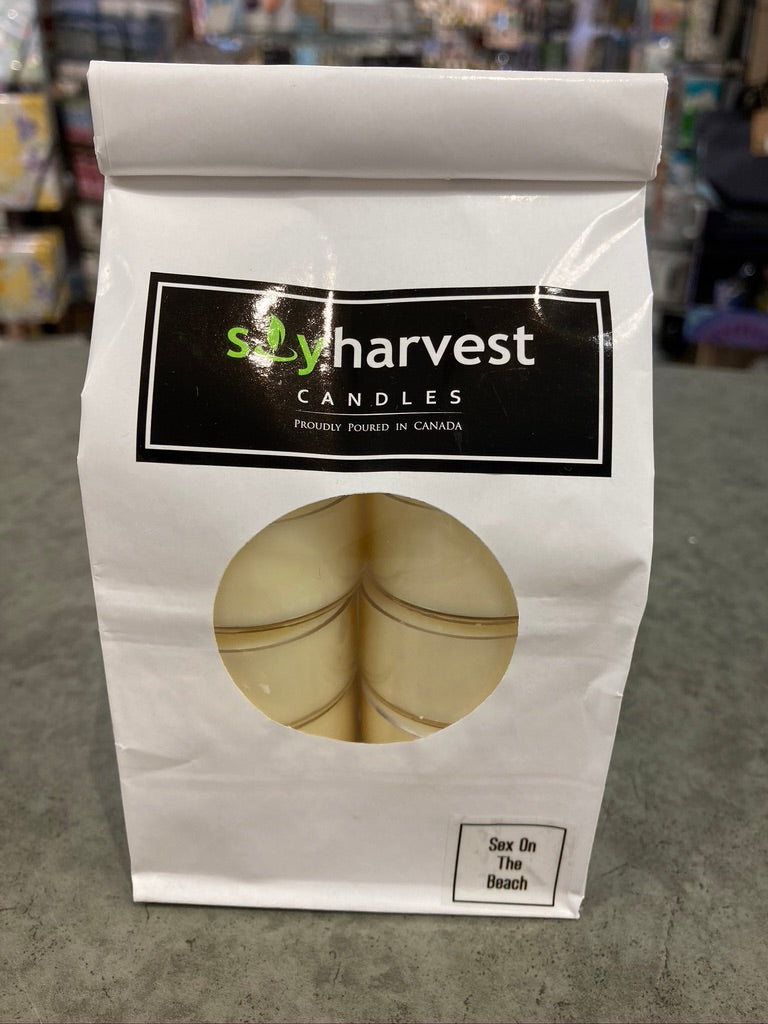 soyharvest
CANDLES
PROUDLY POURED IN CANADA
Sex On
The
Beach